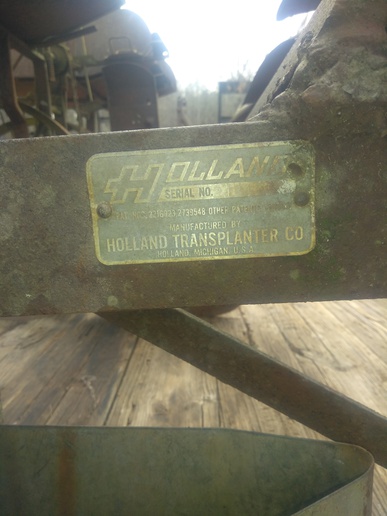 HOLLAND
SERIAL NO.
2739548 OTHER
MANUFACTURED BY
HOLLAND TRANSPLANTER CO
HOLLAND, MICHIGAN, U.S.A.